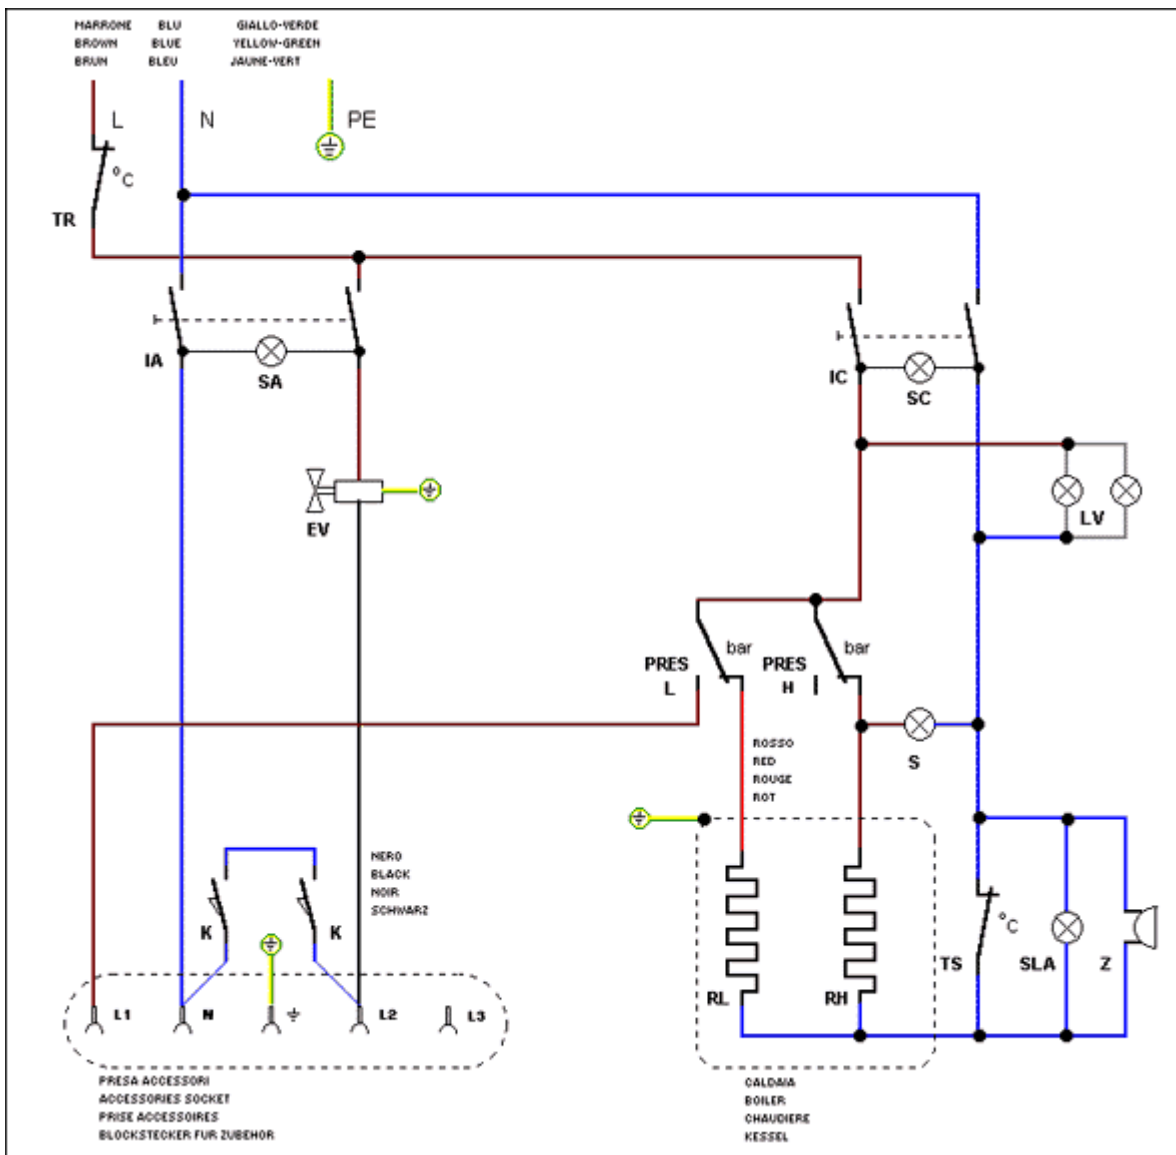 MARRONE BLU GIALLO-VERDE
BROWN BLUE YELLOW-GREEN
BRUN BLEU JAUNE-VERT
L N PE
°C
TR
IA
SA
IC
SC
EV
LV
bar bar
PRES PRES
L H
S
ROSSO
RED
ROUGE
ROT
NERO
BLACK
NOIR
SCHWARZ
K K
°C
TS SLA Z
RL RH
L1 N L2 L3
PRESA ACCESSORI
ACCESSORIES SOCKET
PRISE ACCESSOIRES
BLOCKSTECKER FUR ZUBEHOR
CALDAIA
BOILER
CHAUDIERE
KESSEL